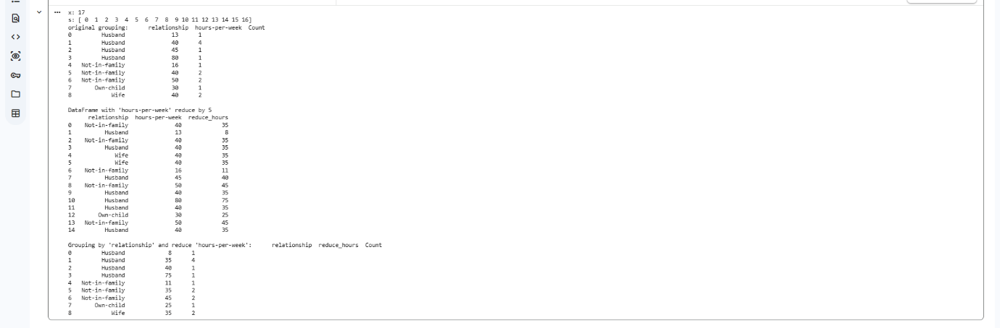 x: 17
s: [ 0  1  2  3  4  5  6  7  8  9 10 11 12 13 14 15 16]
original grouping:      relationship  hours-per-week  Count
0         Husband              13      1
1         Husband              40      4
2         Husband              45      1
3         Husband              80      1
4   Not-in-family              16      1
5   Not-in-family              40      2
6   Not-in-family              50      2
7       Own-child              30      1
8            Wife              40      2
DataFrame with 'hours-per-week' reduce by 5
relationship  hours-per-week  reduce_hours
0    Not-in-family              40            35
1          Husband              13             8
2    Not-in-family              40            35
3          Husband              40            35
4             Wife              40            35
5             Wife              40            35
6    Not-in-family              16            11
7          Husband              45            40
8    Not-in-family              50            45
9          Husband              40            35
10         Husband              80            75
11         Husband              40            35
12       Own-child              30            25
13   Not-in-family              50            45
14         Husband              40            35
Grouping by 'relationship' and reduce 'hours-per-week':      relationship  reduce_hours  Count
0         Husband             8      1
1         Husband            35      4
2         Husband            40      1
3         Husband            75      1
4   Not-in-family            11      1
5   Not-in-family            35      2
6   Not-in-family            45      2
7       Own-child            25      1
8            Wife            35      2